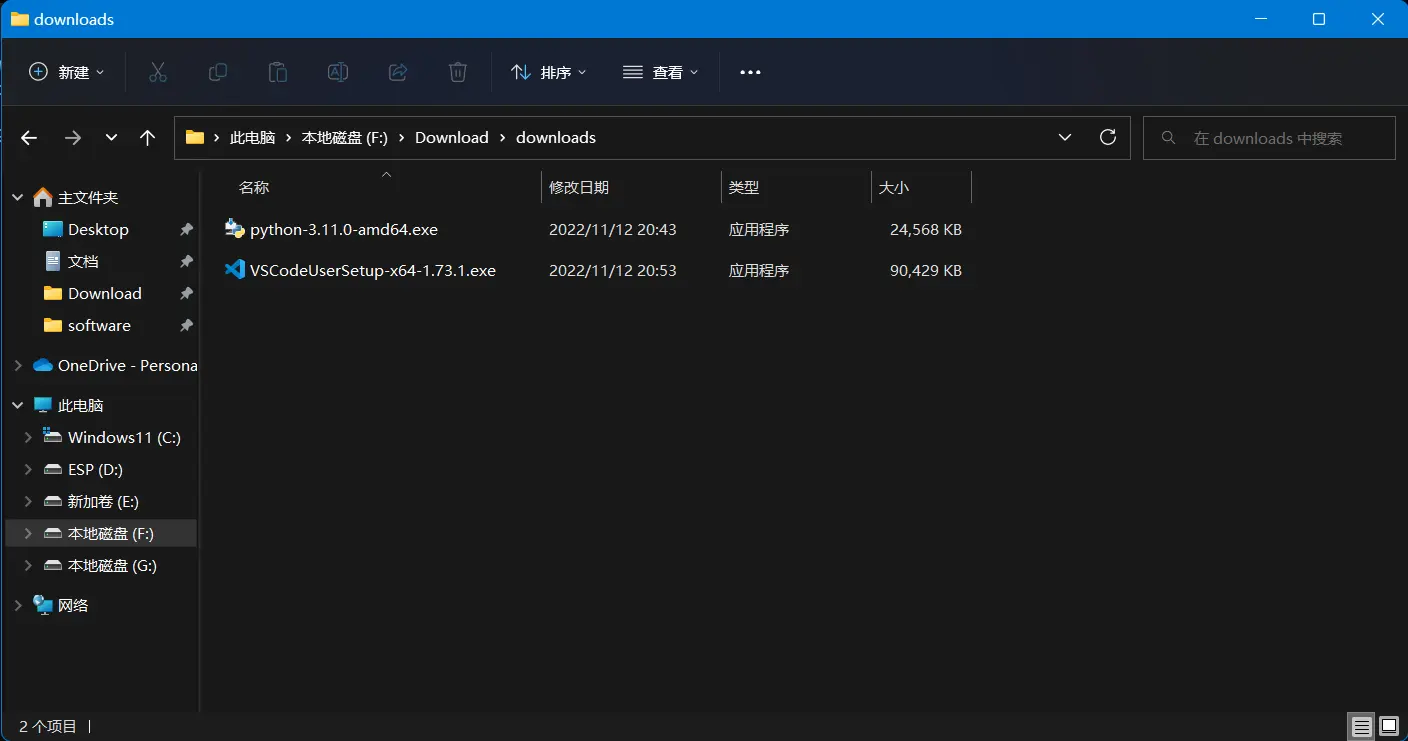 downloads
新建
排序
查看
此电脑 本地磁盘 (F:) Download downloads
在 downloads 中搜索
主文件夹
Desktop
文档
Download
software
OneDrive - Persona
此电脑
Windows11 (C:)
ESP (D:)
新加卷 (E:)
本地磁盘 (F:)
本地磁盘 (G:)
网络
名称 修改日期 类型 大小
python-3.11.0-amd64.exe 2022/11/12 20:43 应用程序 24,568 KB
VSCodeUserSetup-x64-1.73.1.exe 2022/11/12 20:53 应用程序 90,429 KB
2 个项目